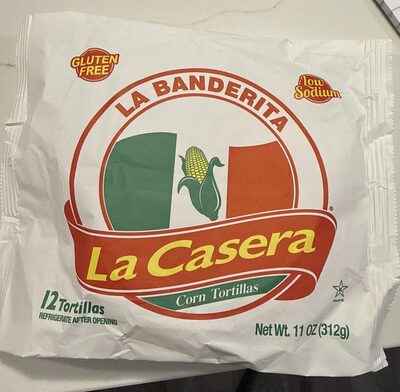 GLUTEN
FREE
Low
Sodium
LA BANDERITA
La Casera
®
Corn Tortillas
12 Tortillas
REFRIGERATE AFTER OPENING
Net Wt. 11 OZ (312g)